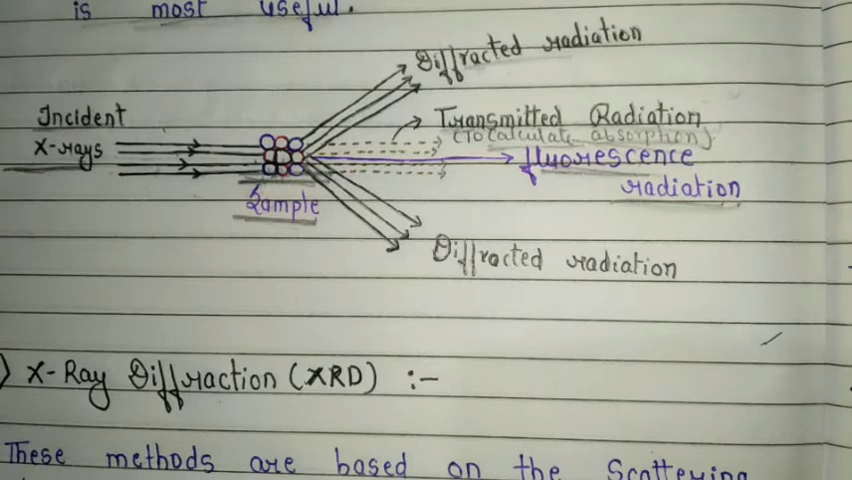 is most useful.
Diffracted radiation
Incident
X-rays
Transmitted Radiation
(To calculate absorption)
fluorescence
radiation
Sample
Diffracted radiation
) X-Ray Diffraction (XRD) :-
These methods are based on the Scattering